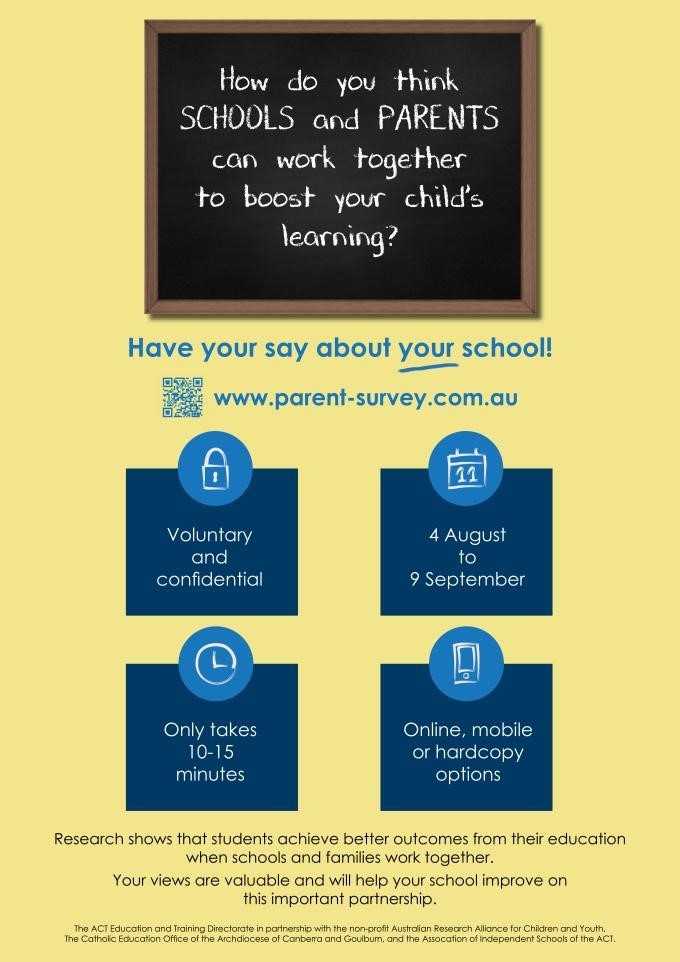 How do you think
SCHOOLS and PARENTS
can work together
to boost your child's
learning?
Have your say about your school!
www.parent-survey.com.au
Voluntary
and
confidential
11
4 August
to
9 September
Only takes
10-15
minutes
Online, mobile
or hardcopy
options
Research shows that students achieve better outcomes from their education
when schools and families work together.
Your views are valuable and will help your school improve on
this important partnership.
The ACT Education and Training Directorate in partnership with the non-profit Australian Research Alliance for Children and Youth,
The Catholic Education Office of the Archdiocese of Canberra and Goulburn, and the Assocation of Independent Schools of the ACT.